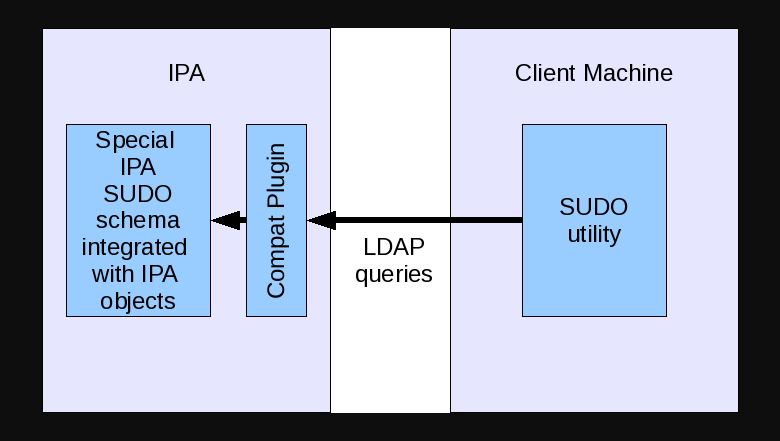 IPA
Client Machine
Special
IPA
SUDO
schema
integrated
with IPA
objects
Compat Plugin
LDAP
queries
SUDO
utility